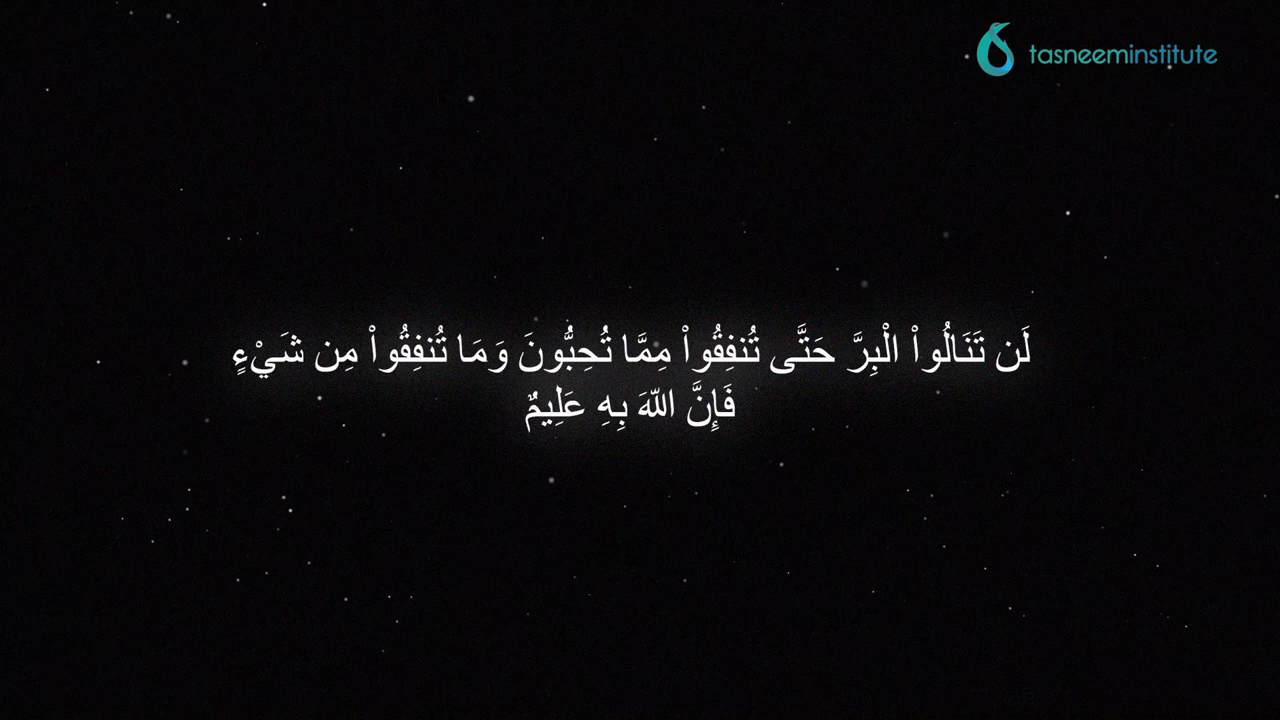 tasneeminstitute
لَن تَنَالُواْ الْبِرَّ حَتَّى تُنفِقُواْ مِمَّا تُحِبُّونَ وَمَا تُنفِقُواْ مِن شَيْءٍ
فَإِنَّ اللّهَ بِهِ عَلِيمٌ